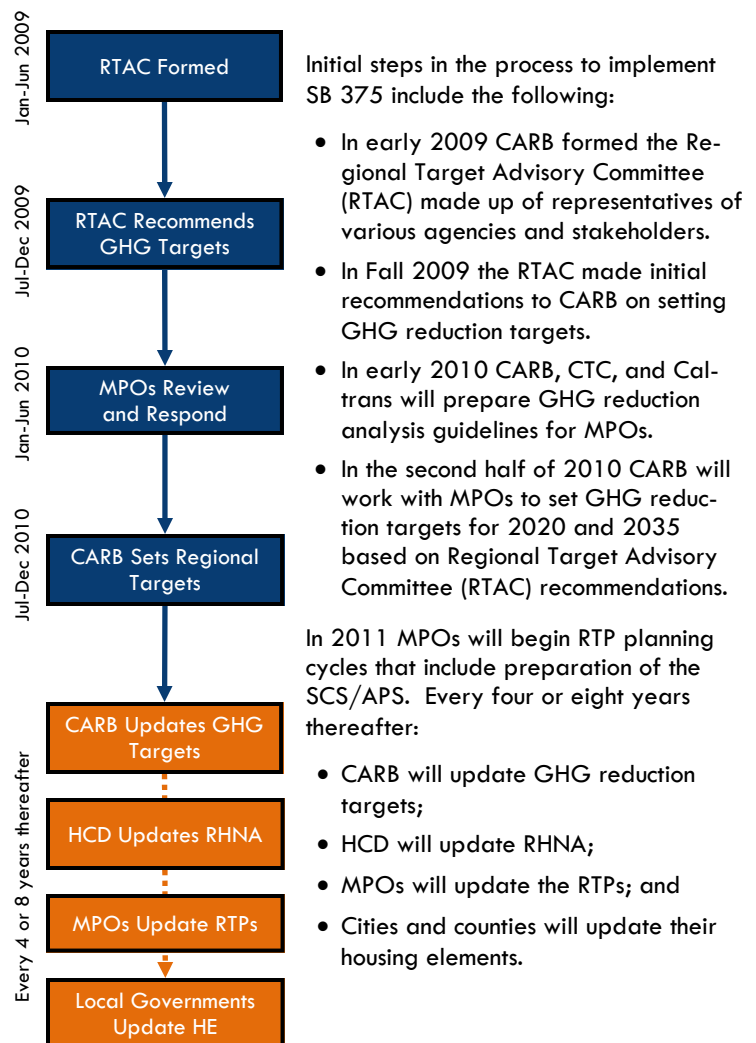 Jan-Jun 2009
RTAC Formed
Jul-Dec 2009
RTAC Recommends
GHG Targets
Jan-Jun 2010
MPOs Review
and Respond
Jul-Dec 2010
CARB Sets Regional
Targets
Every 4 or 8 years thereafter
CARB Updates GHG
Targets
HCD Updates RHNA
MPOs Update RTPs
Local Governments
Update HE
Initial steps in the process to implement
SB 375 include the following:
• In early 2009 CARB formed the Re-
gional Target Advisory Committee
(RTAC) made up of representatives of
various agencies and stakeholders.
• In Fall 2009 the RTAC made initial
recommendations to CARB on setting
GHG reduction targets.
• In early 2010 CARB, CTC, and Cal-
trans will prepare GHG reduction
analysis guidelines for MPOs.
• In the second half of 2010 CARB will
work with MPOs to set GHG reduc-
tion targets for 2020 and 2035
based on Regional Target Advisory
Committee (RTAC) recommendations.
In 2011 MPOs will begin RTP planning
cycles that include preparation of the
SCS/APS.  Every four or eight years
thereafter:
• CARB will update GHG reduction
targets;
• HCD will update RHNA;
• MPOs will update the RTPs; and
• Cities and counties will update their
housing elements.